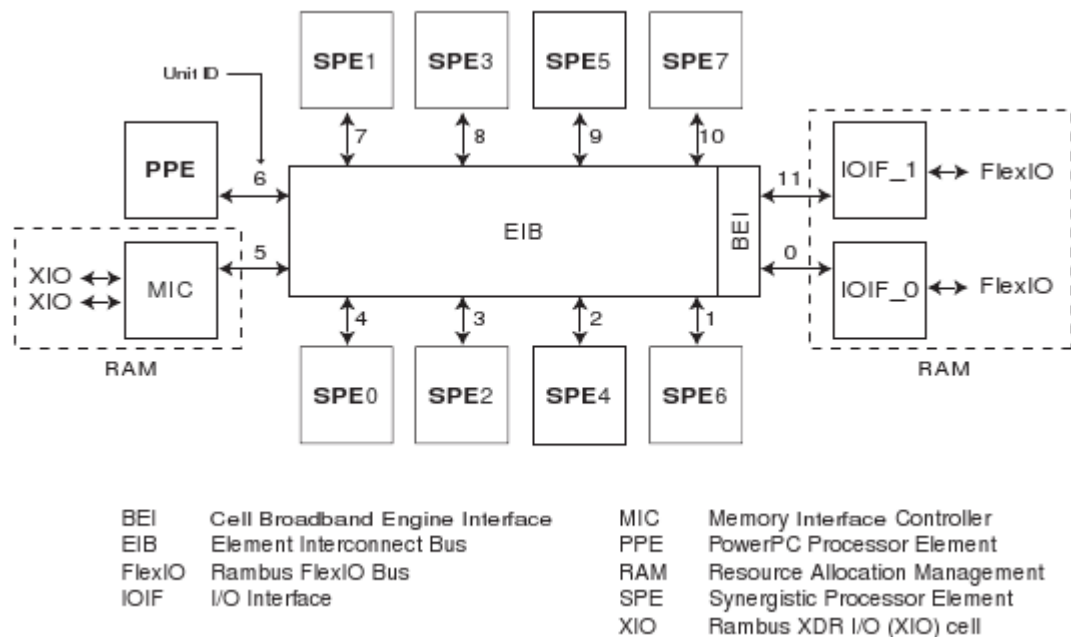 SPE1 SPE3 SPE5 SPE7
Unit ID
7 8 9 10
PPE 6 11 IOIF_1 FlexIO
EIB BEI
XIO MIC 5 0 IOIF_0 FlexIO
XIO
4 3 2 1
RAM RAM
SPE0 SPE2 SPE4 SPE6
BEI Cell Broadband Engine Interface
EIB Element Interconnect Bus
FlexIO Rambus FlexIO Bus
IOIF I/O Interface
MIC Memory Interface Controller
PPE PowerPC Processor Element
RAM Resource Allocation Management
SPE Synergistic Processor Element
XIO Rambus XDR I/O (XIO) cell